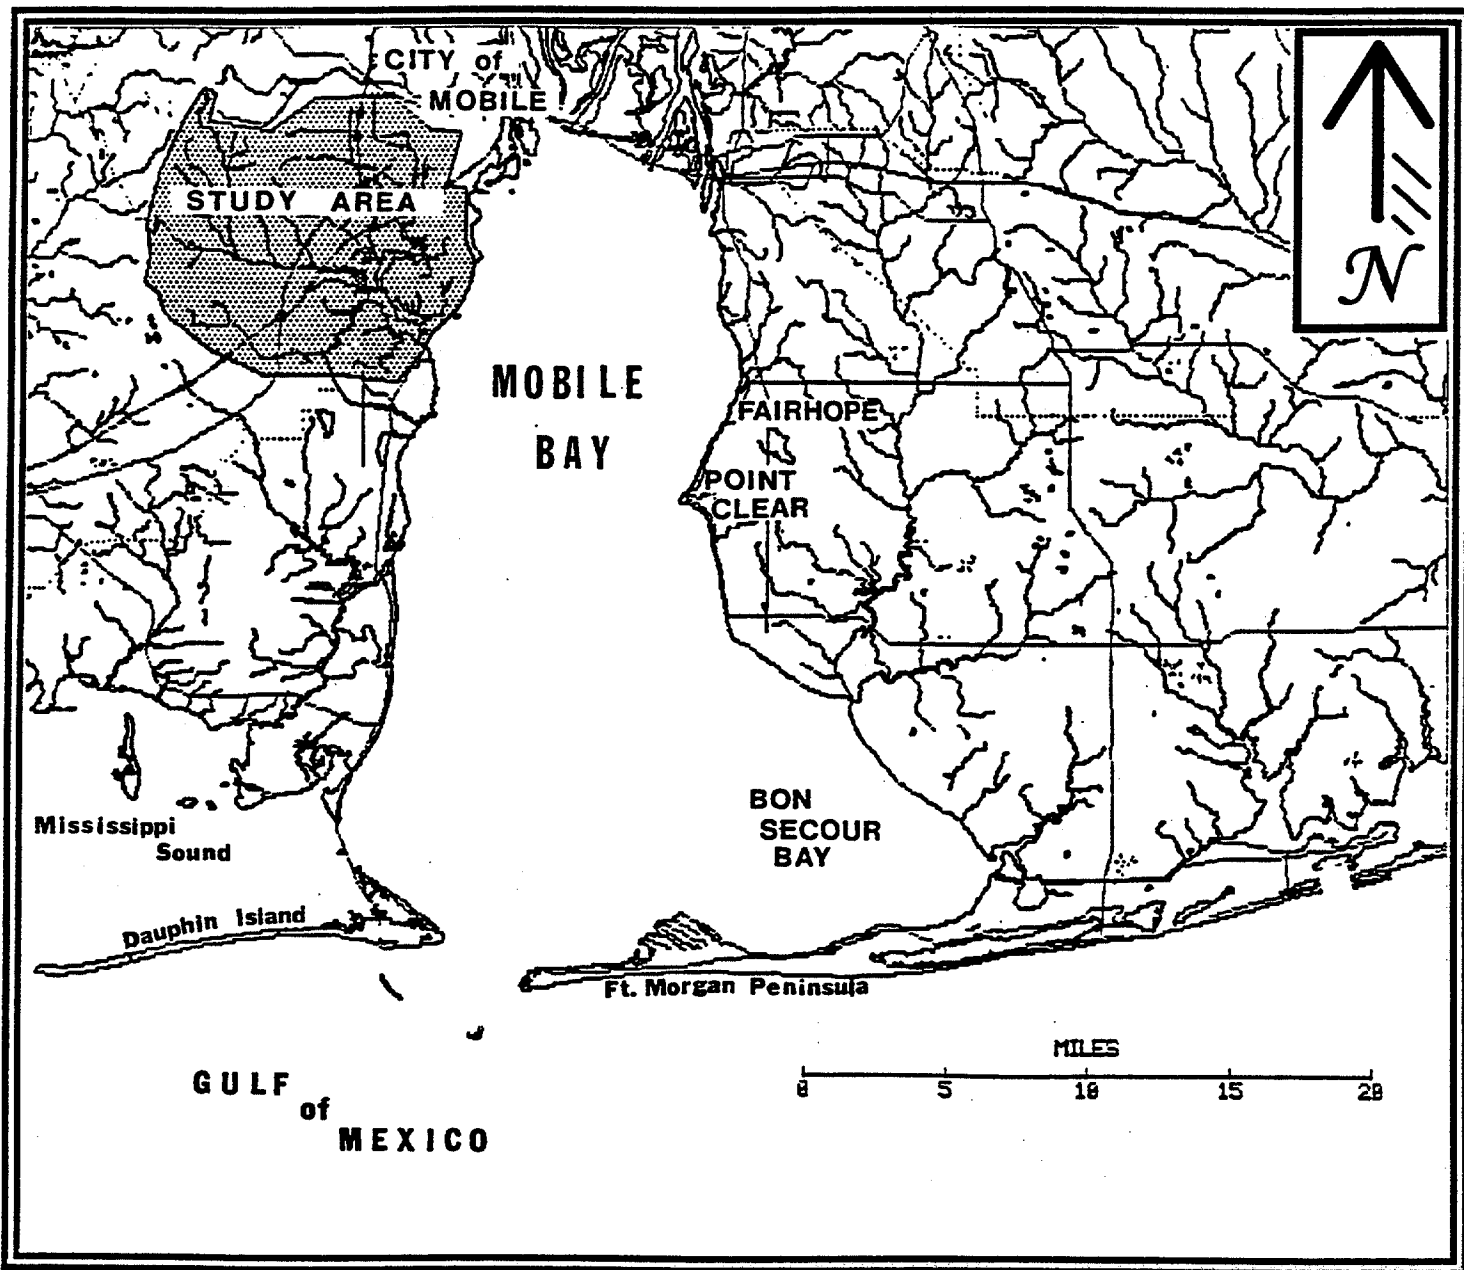 CITY of
MOBILE
STUDY AREA
N
MOBILE
BAY
FAIRHOPE
POINT
CLEAR
BON
SECOUR
BAY
Mississippi
Sound
Dauphin Island
Ft. Morgan Peninsula
MILES
0 5 10 15 20
GULF
of
MEXICO